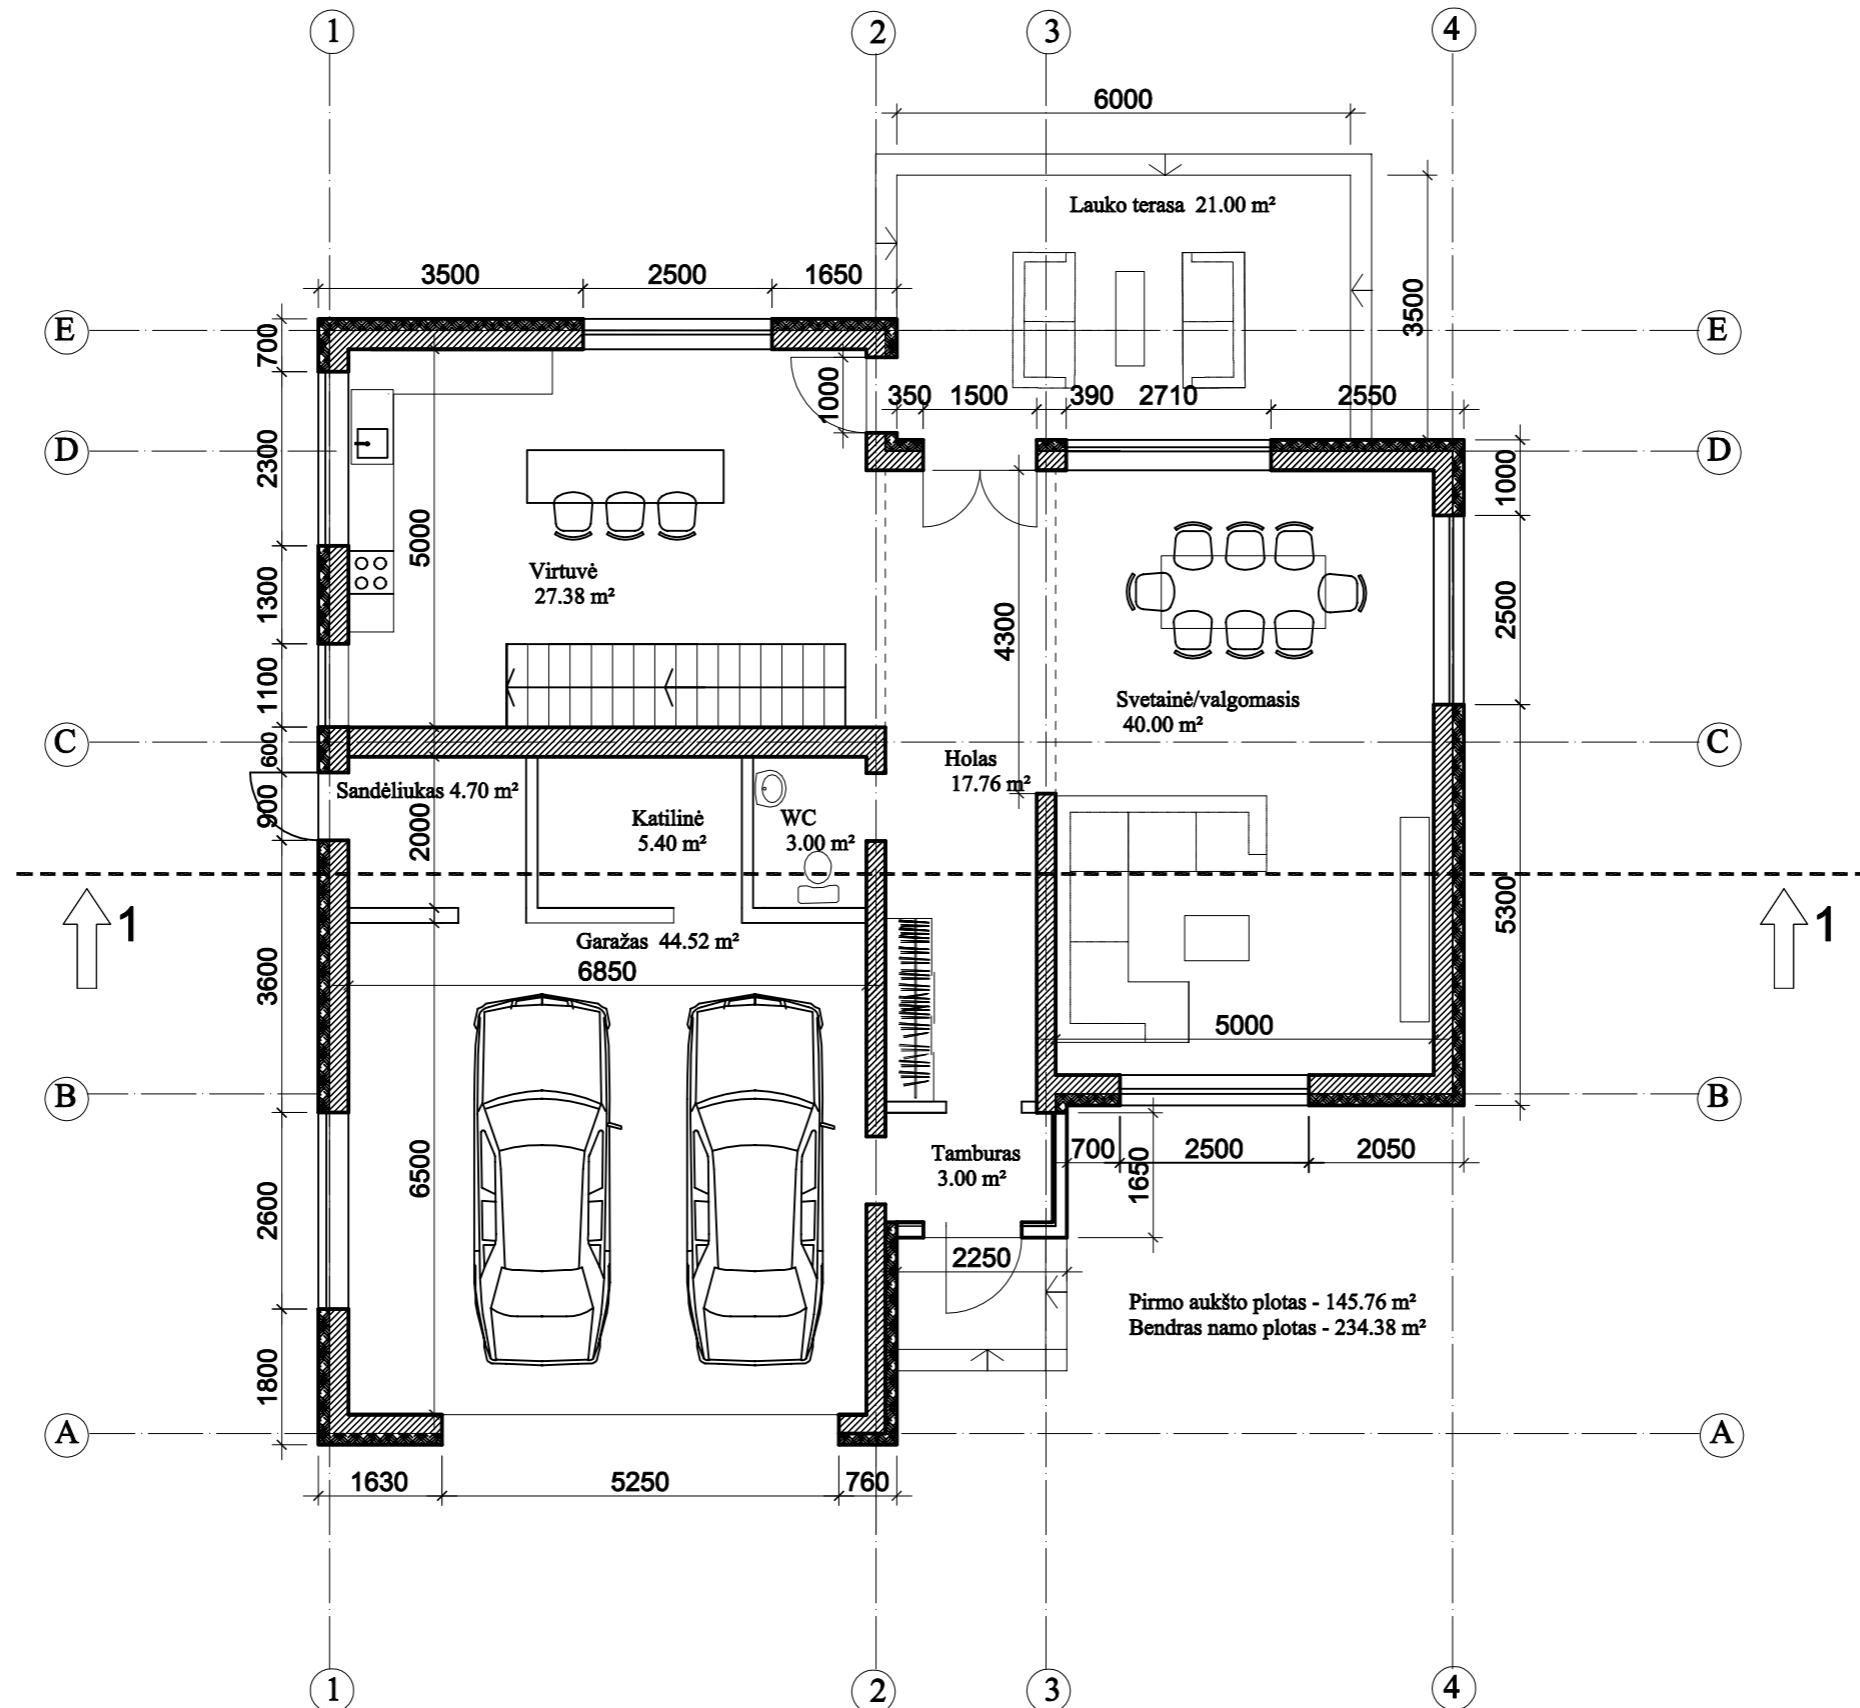 1 2 3 4
6000
Lauko terasa 21.00 m²
3500 2500 1650
3500
E E
700
1000
350 1500 390 2710 2550
D D
2300
1000
5000
1300
Virtuvė
27.38 m²
2500
4300
1100
Svetainė/valgomasis
40.00 m²
C C
600
Holas
17.76 m²
Sandėliukas 4.70 m²
900
2000
Katilinė
5.40 m²
WC
3.00 m²
1 1
5300
Garažas 44.52 m²
6850
3600
5000
B B
6500
Tamburas
3.00 m²
700 2500 2050
1650
2600
2250
Pirmo aukšto plotas - 145.76 m²
Bendras namo plotas - 234.38 m²
1800
A A
1630 5250 760
1 2 3 4